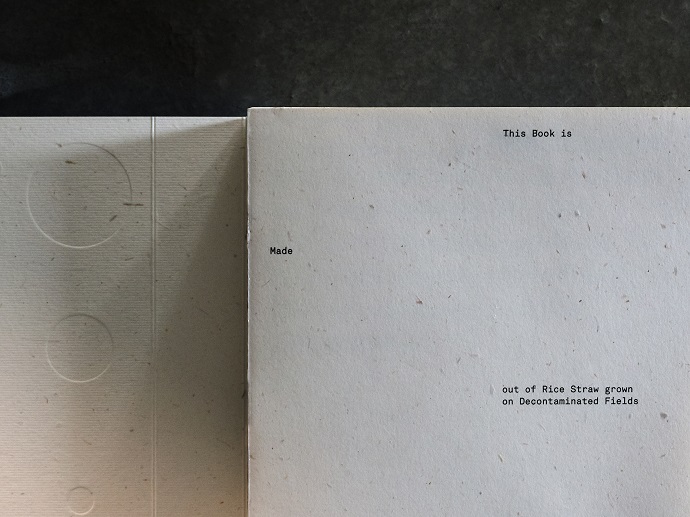 This Book is
Made
out of Rice Straw grown
on Decontaminated Fields